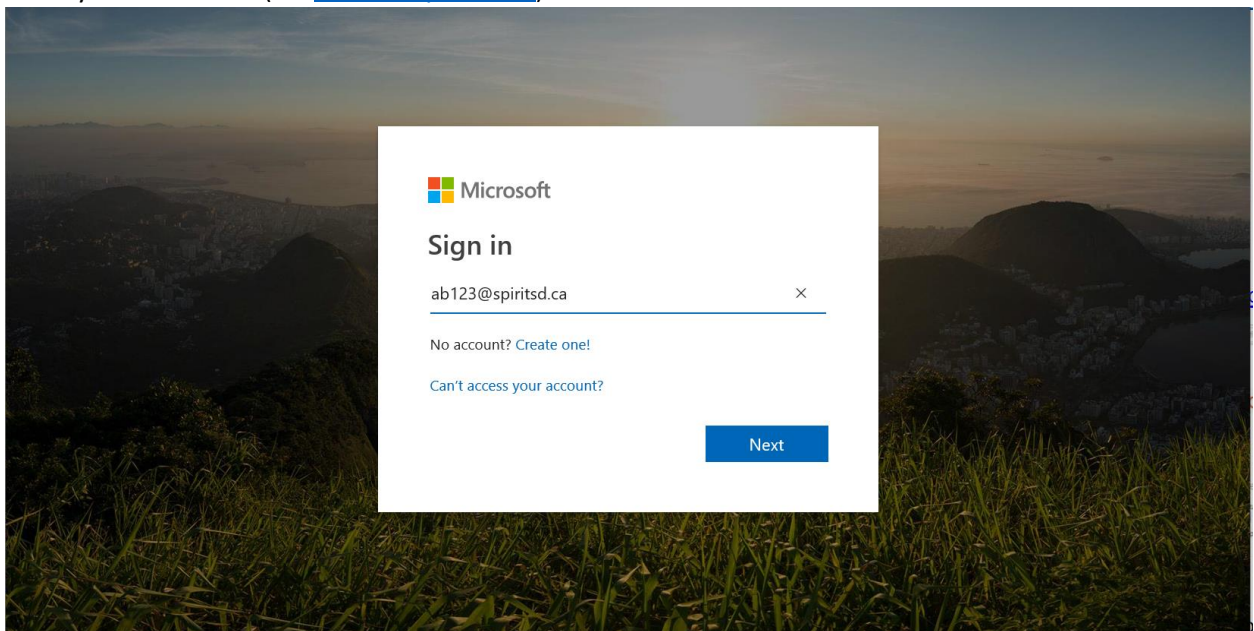 Microsoft
Sign in
ab123@spiritsd.ca
No account? Create one!
Can't access your account?
Next